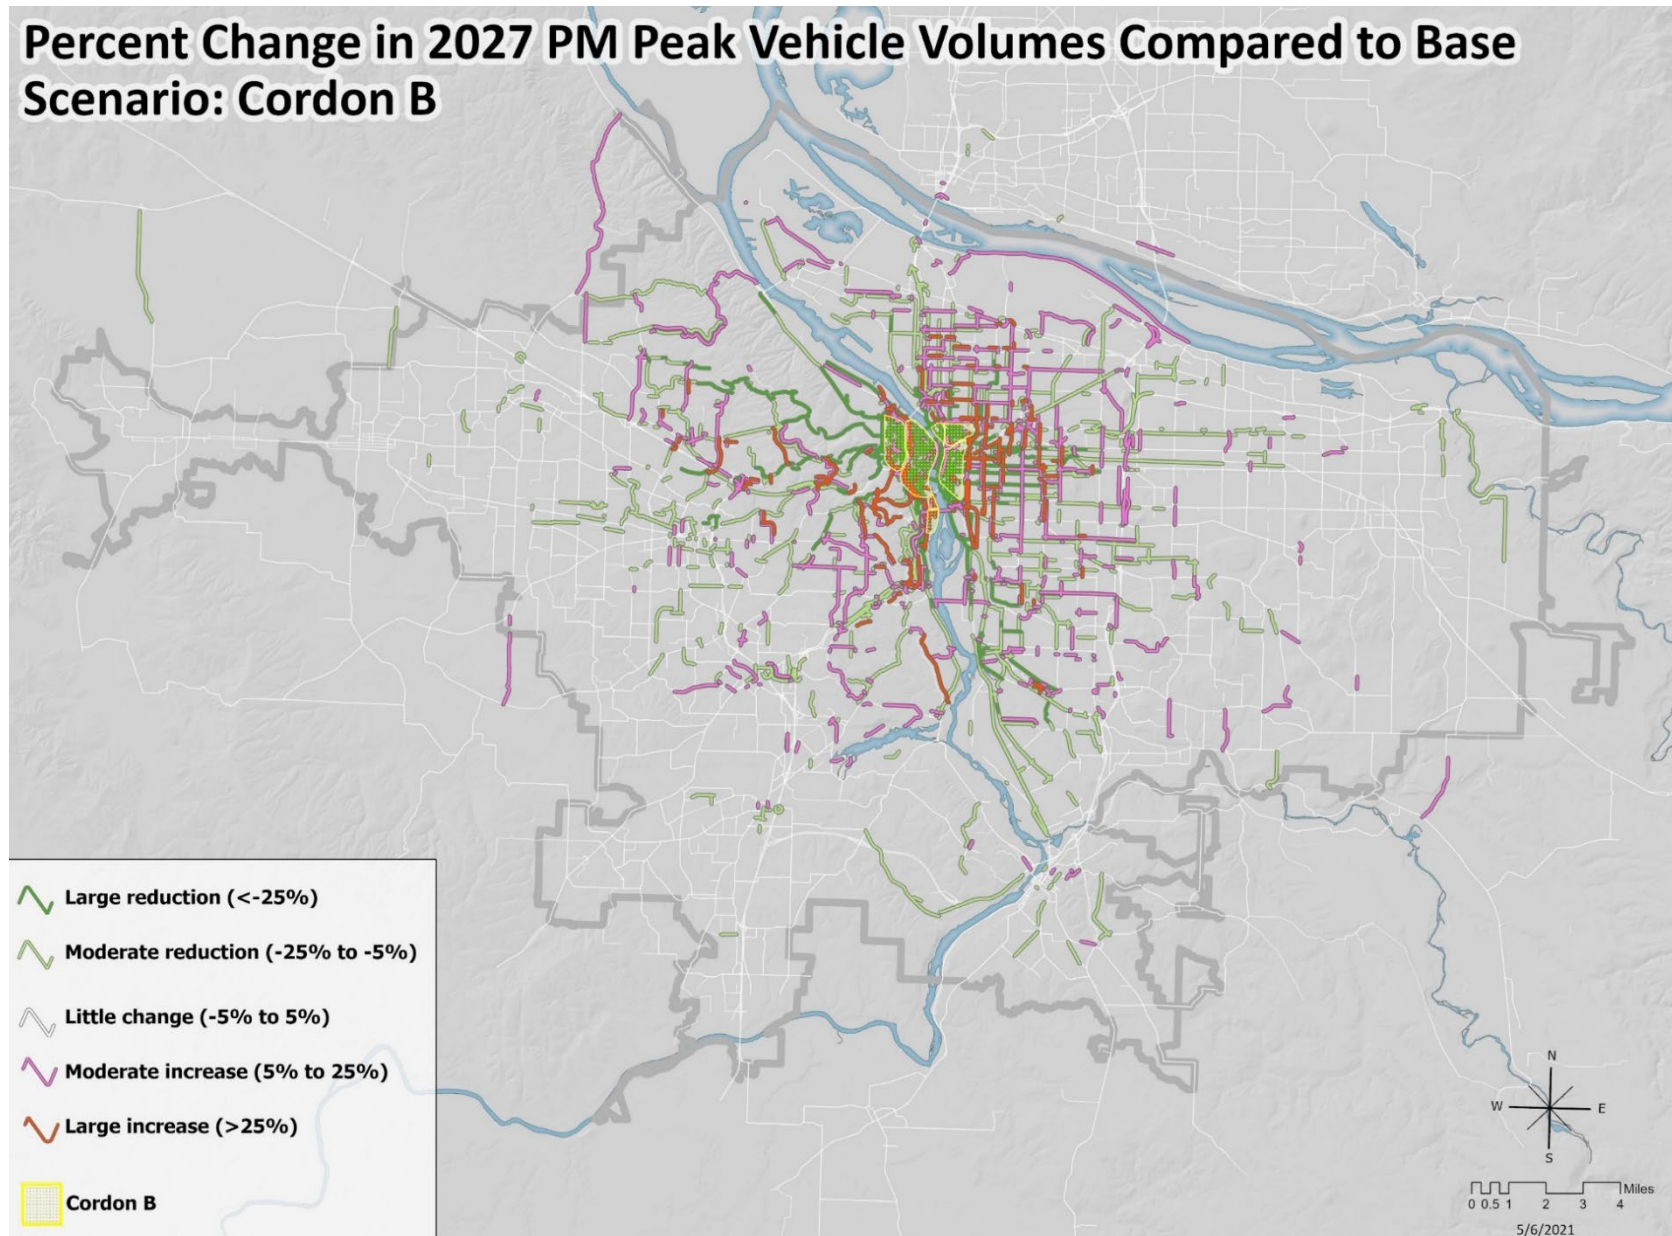 Percent Change in 2027 PM Peak Vehicle Volumes Compared to Base
Scenario: Cordon B
Large reduction (<-25%)
Moderate reduction (-25% to -5%)
Little change (-5% to 5%)
Moderate increase (5% to 25%)
Large increase (>25%)
Cordon B
N
W E
S
Miles
0 0.5 1 2 3 4
5/6/2021